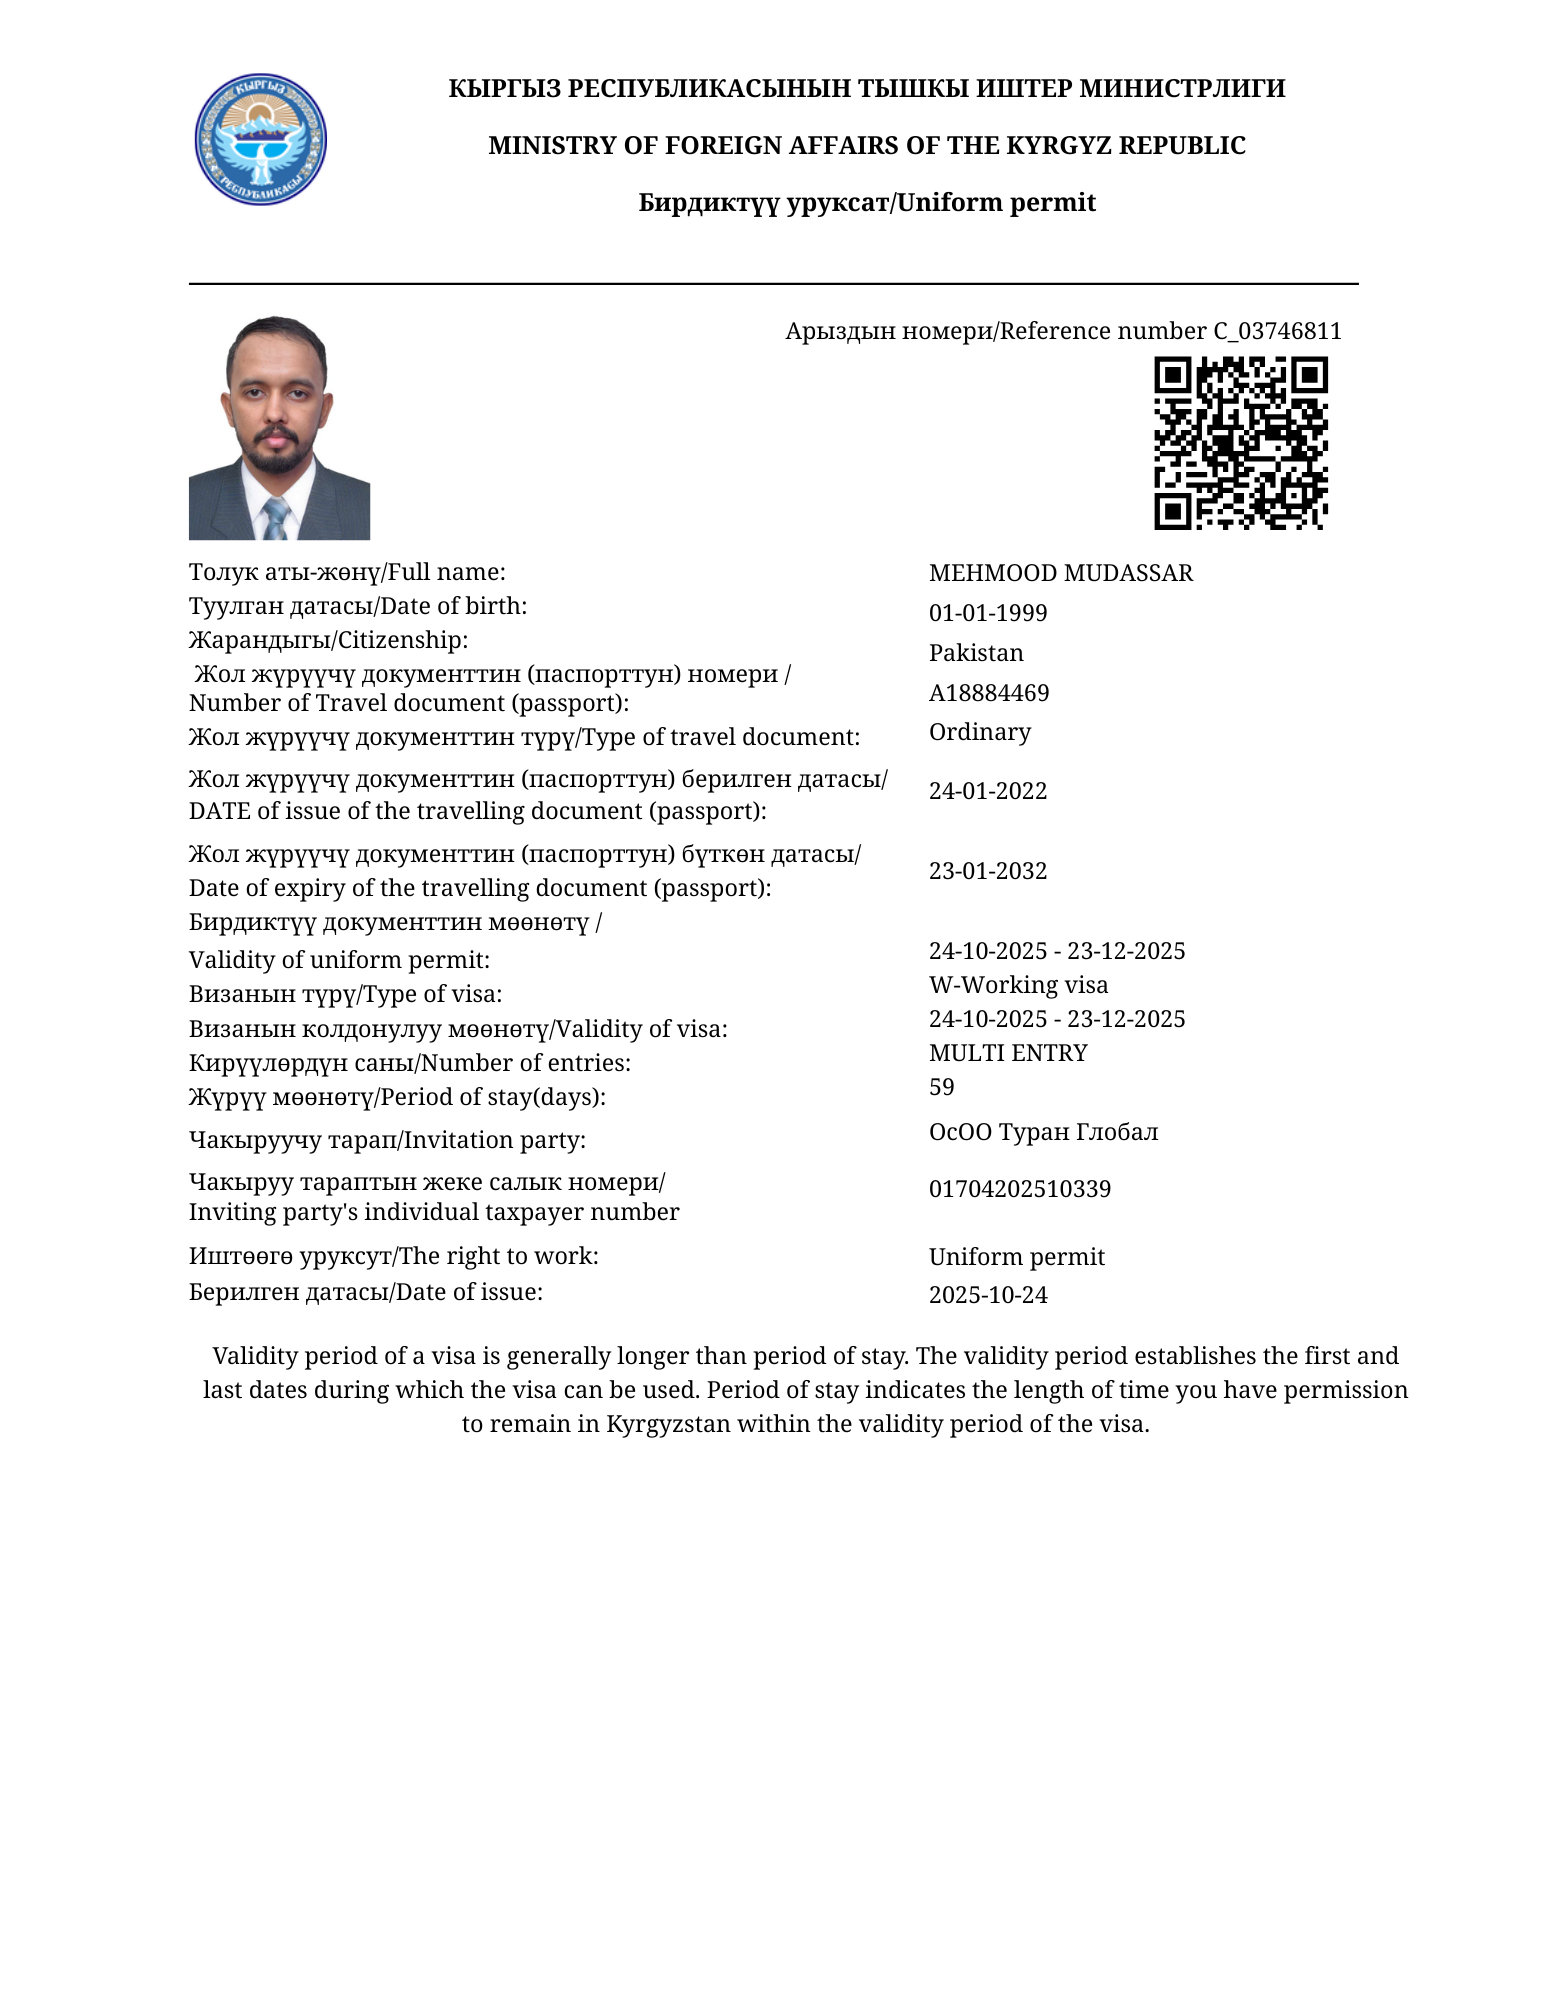 КЫРГЫЗ
РЕСПУБЛИКАСЫ
КЫРГЫЗ РЕСПУБЛИКАСЫНЫН ТЫШКЫ ИШТЕР МИНИСТРЛИГИ
MINISTRY OF FOREIGN AFFAIRS OF THE KYRGYZ REPUBLIC
Бирдиктүү уруксат/Uniform permit
Арыздын номери/Reference number C_03746811
Толук аты-жөнү/Full name: MEHMOOD MUDASSAR
Туулган датасы/Date of birth: 01-01-1999
Жарандыгы/Citizenship: Pakistan
Жол жүрүүчү документтин (паспорттун) номери /
Number of Travel document (passport): A18884469
Жол жүрүүчү документтин түрү/Type of travel document: Ordinary
Жол жүрүүчү документтин (паспорттун) берилген датасы/
DATE of issue of the travelling document (passport): 24-01-2022
Жол жүрүүчү документтин (паспорттун) бүткөн датасы/
Date of expiry of the travelling document (passport): 23-01-2032
Бирдиктүү документтин мөөнөтү /
Validity of uniform permit: 24-10-2025 - 23-12-2025
Визанын түрү/Type of visa: W-Working visa
Визанын колдонулуу мөөнөтү/Validity of visa: 24-10-2025 - 23-12-2025
Кирүүлөрдүн саны/Number of entries: MULTI ENTRY
Жүрүү мөөнөтү/Period of stay(days): 59
Чакыруучу тарап/Invitation party: ОсОО Туран Глобал
Чакыруу тараптын жеке салык номери/
Inviting party's individual taxpayer number 01704202510339
Иштөөгө уруксут/The right to work: Uniform permit
Берилген датасы/Date of issue: 2025-10-24
Validity period of a visa is generally longer than period of stay. The validity period establishes the first and
last dates during which the visa can be used. Period of stay indicates the length of time you have permission
to remain in Kyrgyzstan within the validity period of the visa.